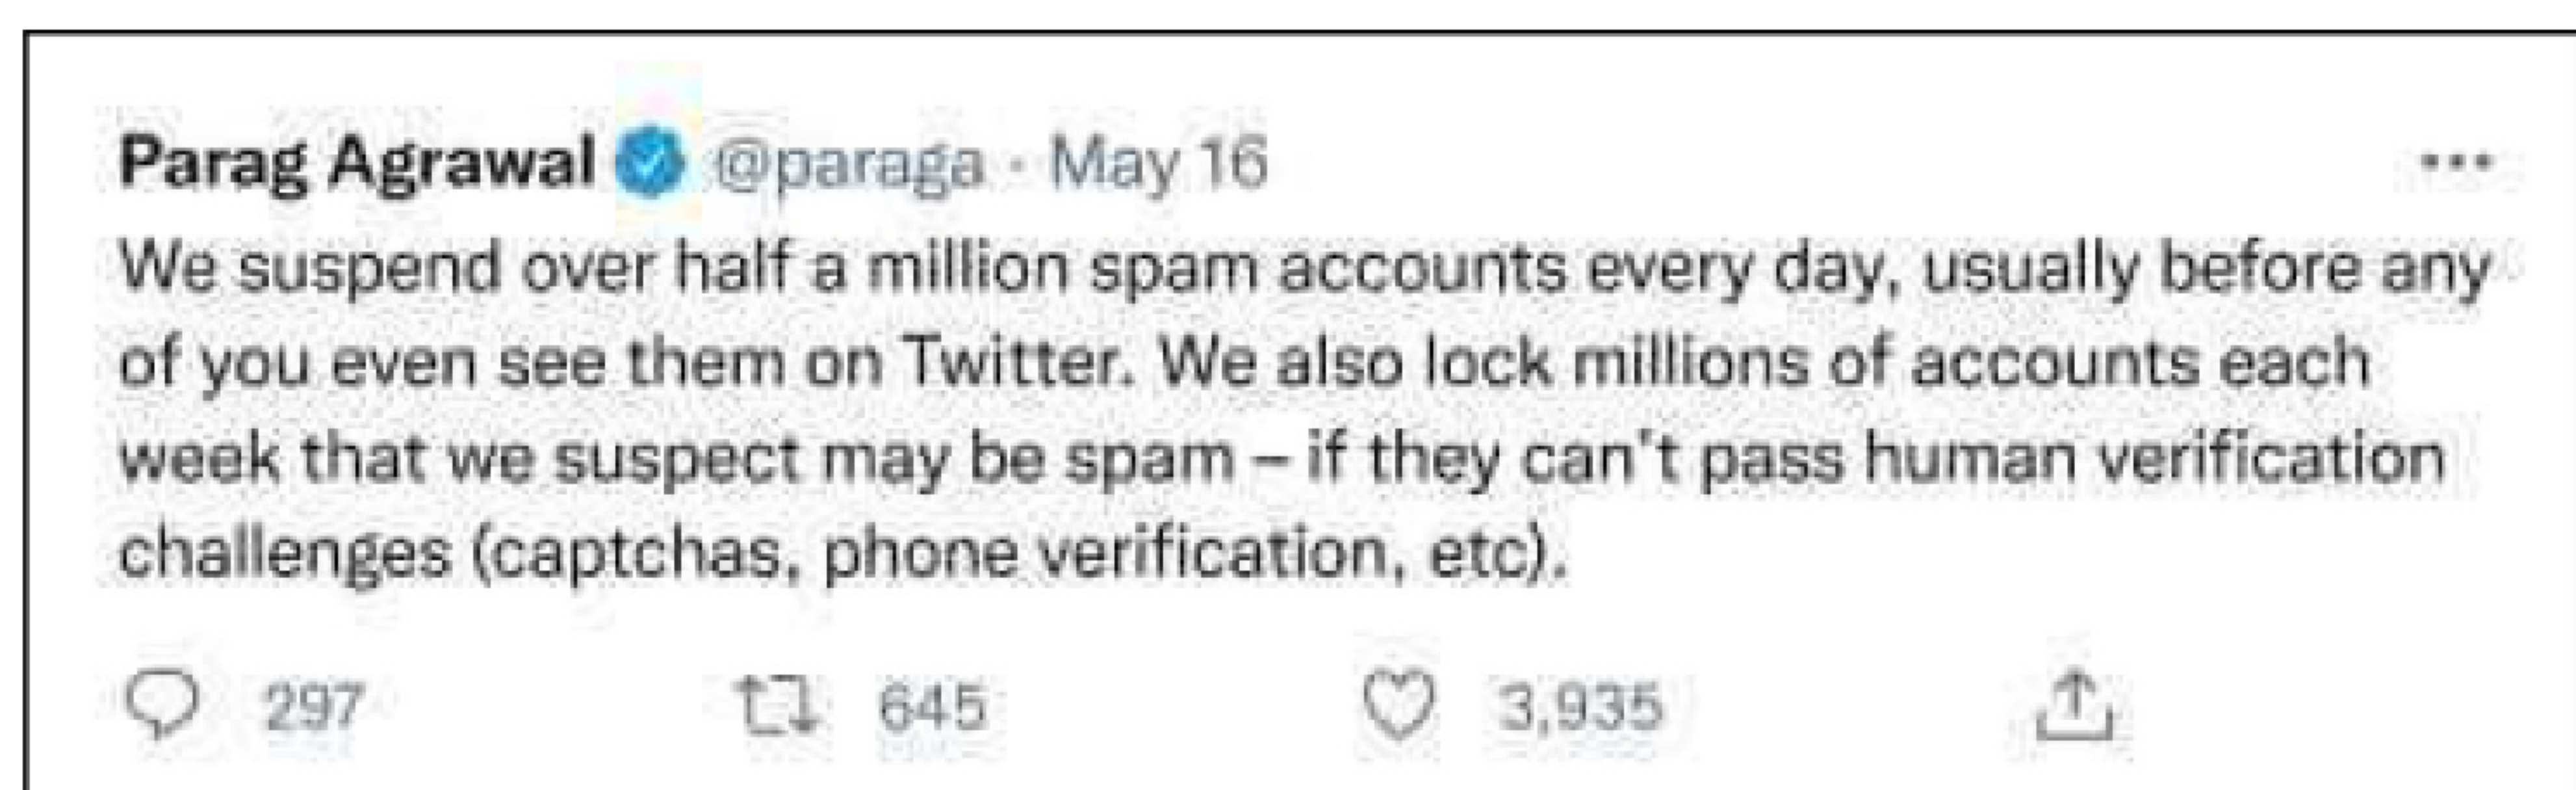 Parag Agrawal @paraga · May 16
We suspend over half a million spam accounts every day, usually before any
of you even see them on Twitter. We also lock millions of accounts each
week that we suspect may be spam – if they can't pass human verification
challenges (captchas, phone verification, etc).
297 645 3,935